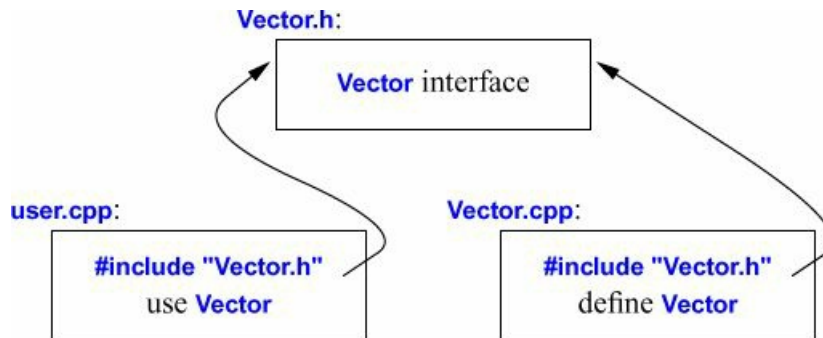 Vector.h:
Vector interface
user.cpp:
Vector.cpp:
#include "Vector.h"
use Vector
#include "Vector.h"
define Vector